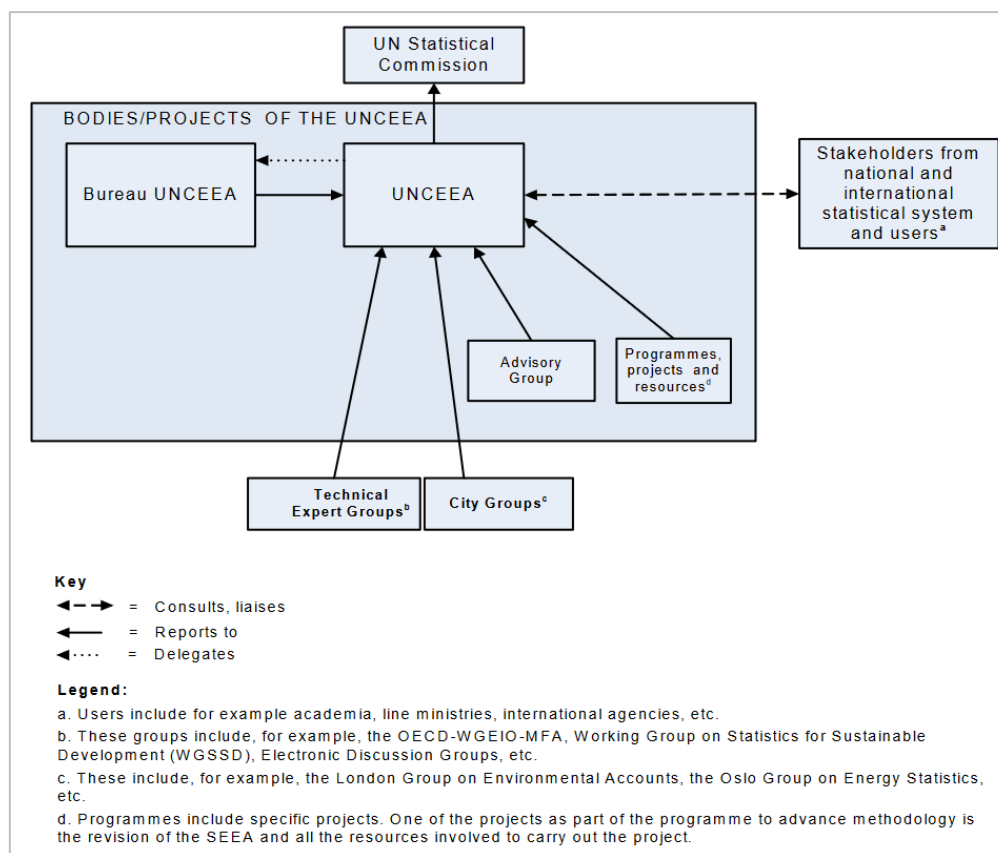 UN Statistical
Commission
BODIES/PROJECTS OF THE UNCEEA
Bureau UNCEEA
UNCEEA
Stakeholders from
national and
international
statistical system
and users^a
Advisory
Group
Programmes,
projects and
resources^d
Technical
Expert Groups^b
City Groups^c
Key
= Consults, liaises
= Reports to
= Delegates
Legend:
a. Users include for example academia, line ministries, international agencies, etc.
b. These groups include, for example, the OECD-WGEIO-MFA, Working Group on Statistics for Sustainable
Development (WGSSD), Electronic Discussion Groups, etc.
c. These include, for example, the London Group on Environmental Accounts, the Oslo Group on Energy Statistics,
etc.
d. Programmes include specific projects. One of the projects as part of the programme to advance methodology is
the revision of the SEEA and all the resources involved to carry out the project.